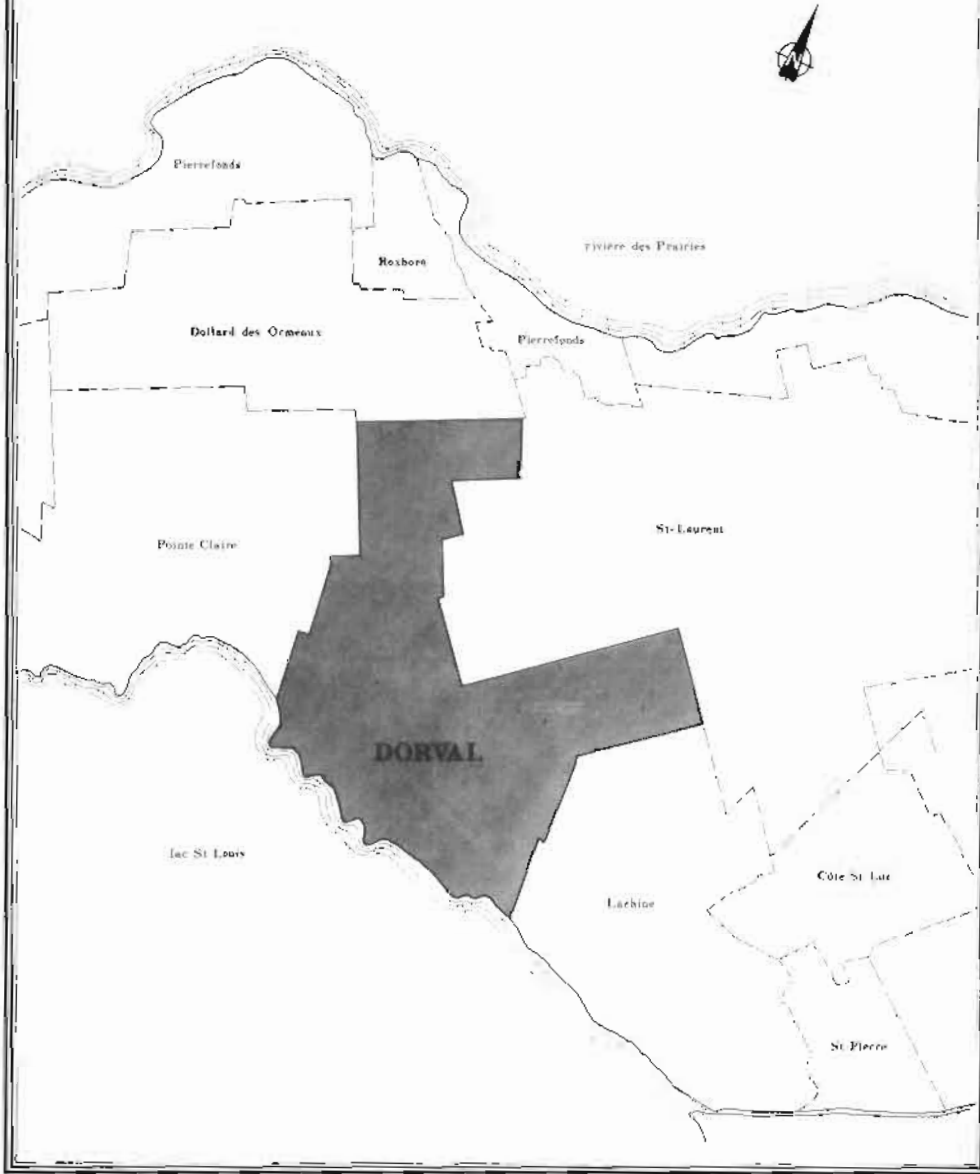 N
Pierrefonds
rivière des Prairies
Roxboro
Dollard des Ormeaux
Pierrefonds
St-Laurent
Pointe Claire
DORVAL
lac St Louis
Côte St Luc
Lachine
St Pierre